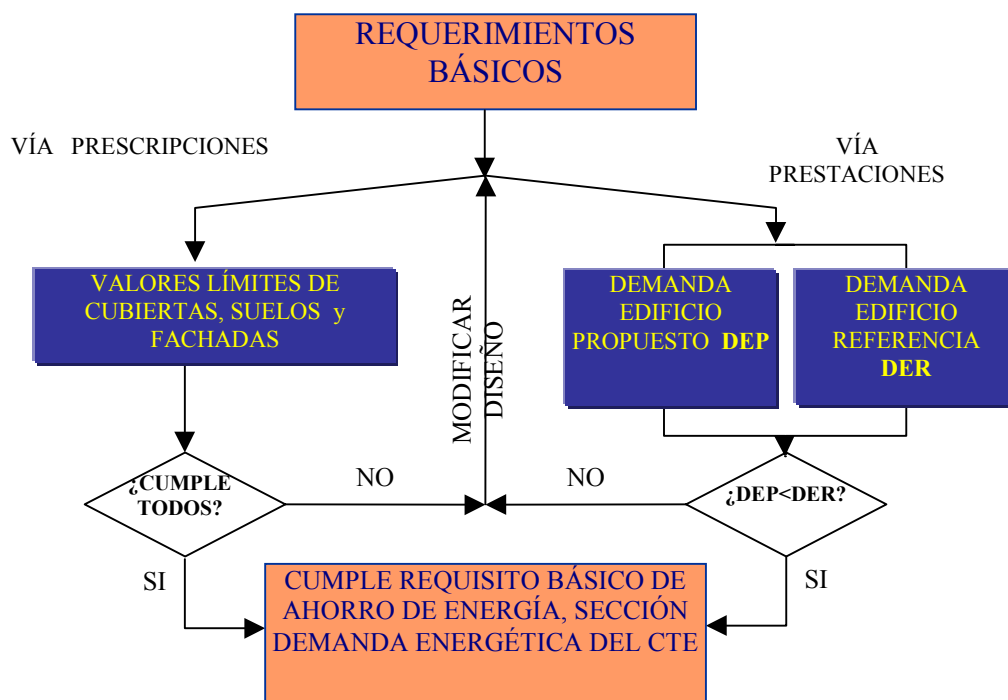 REQUERIMIENTOS
BÁSICOS
VÍA PRESCRIPCIONES
VÍA
PRESTACIONES
VALORES LÍMITES DE
CUBIERTAS, SUELOS y
FACHADAS
MODIFICAR
DISEÑO
DEMANDA
EDIFICIO
PROPUESTO DEP
DEMANDA
EDIFICIO
REFERENCIA
DER
¿CUMPLE
TODOS?
NO
NO
¿DEP<DER?
SI
SI
CUMPLE REQUISITO BÁSICO DE
AHORRO DE ENERGÍA, SECCIÓN
DEMANDA ENERGÉTICA DEL CTE